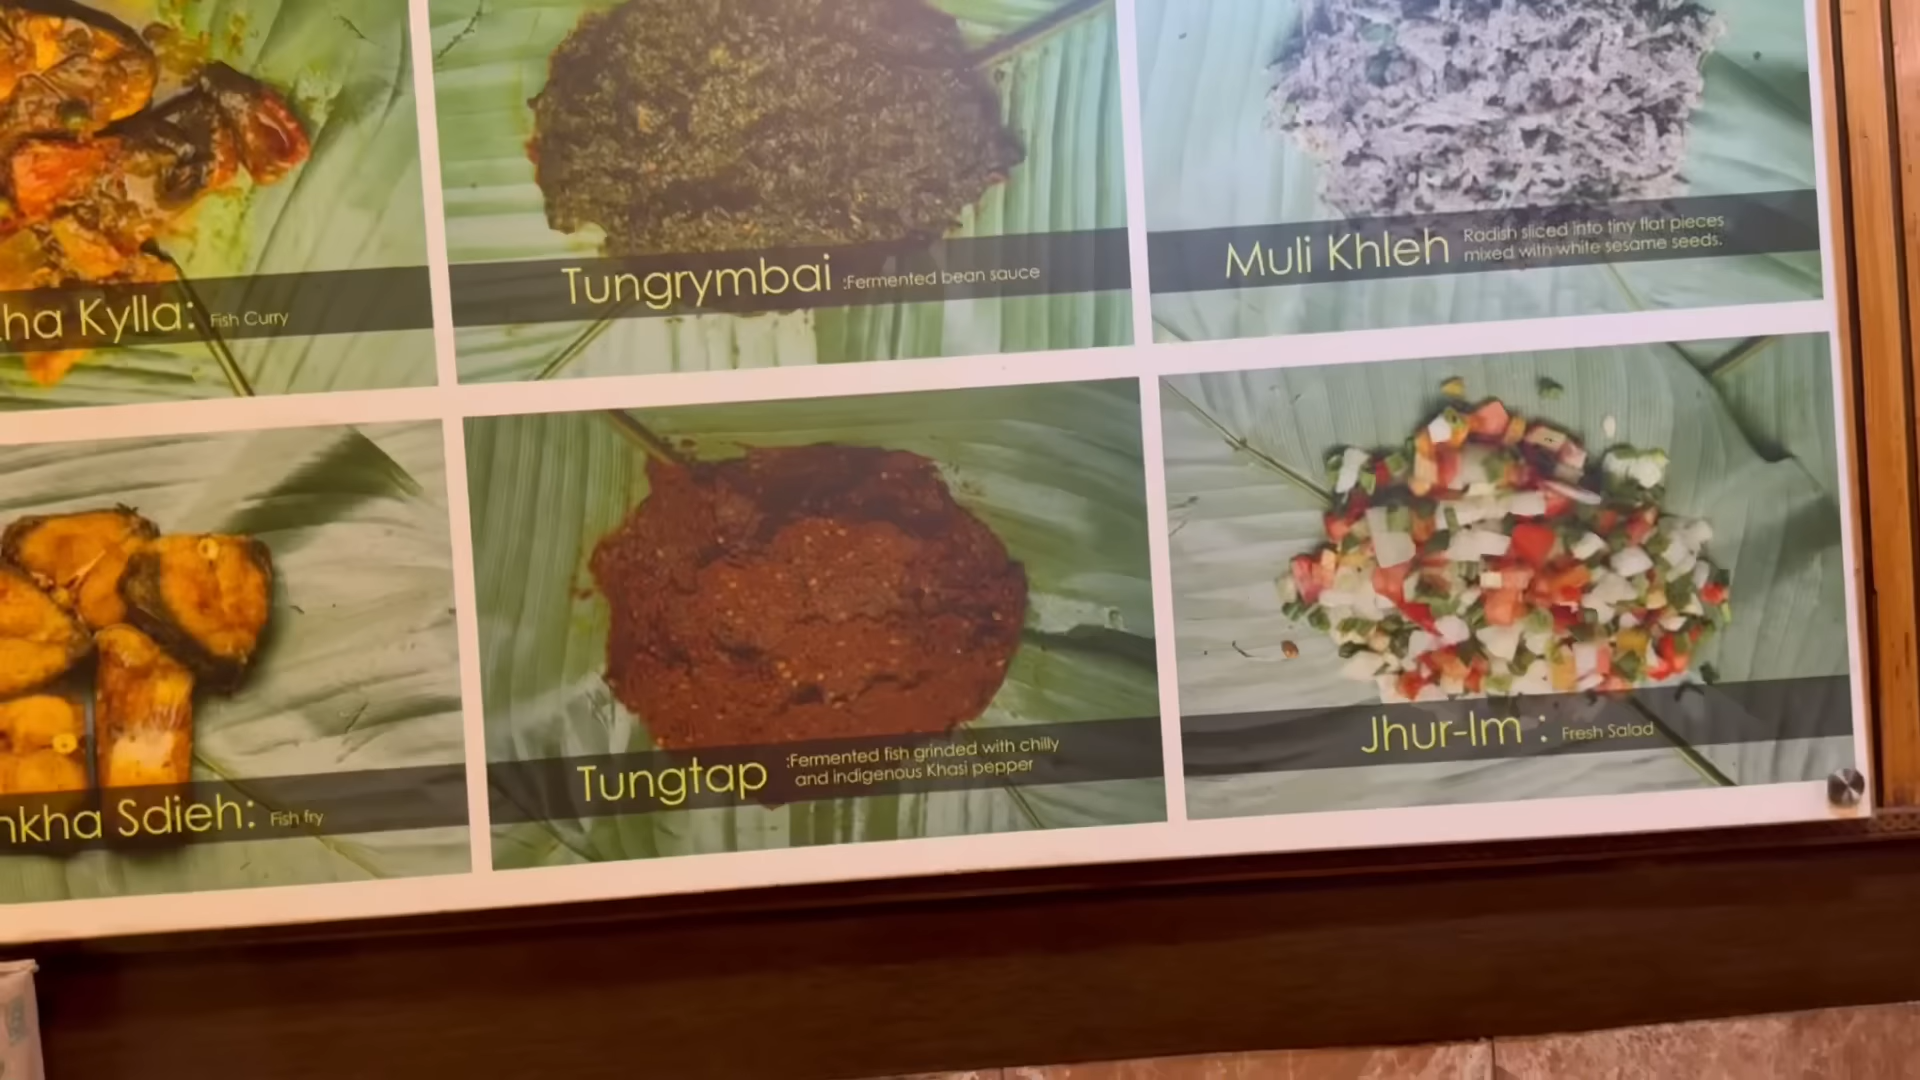 ha Kylla: Fish Curry
Tungrymbai :Fermented bean sauce
Muli Khleh Radish sliced into tiny flat pieces
mixed with white sesame seeds.
kha Sdieh: Fish fry
Tungtap :Fermented fish grinded with chilly
and indigenous Khasi pepper
Jhur-Im : Fresh Salad